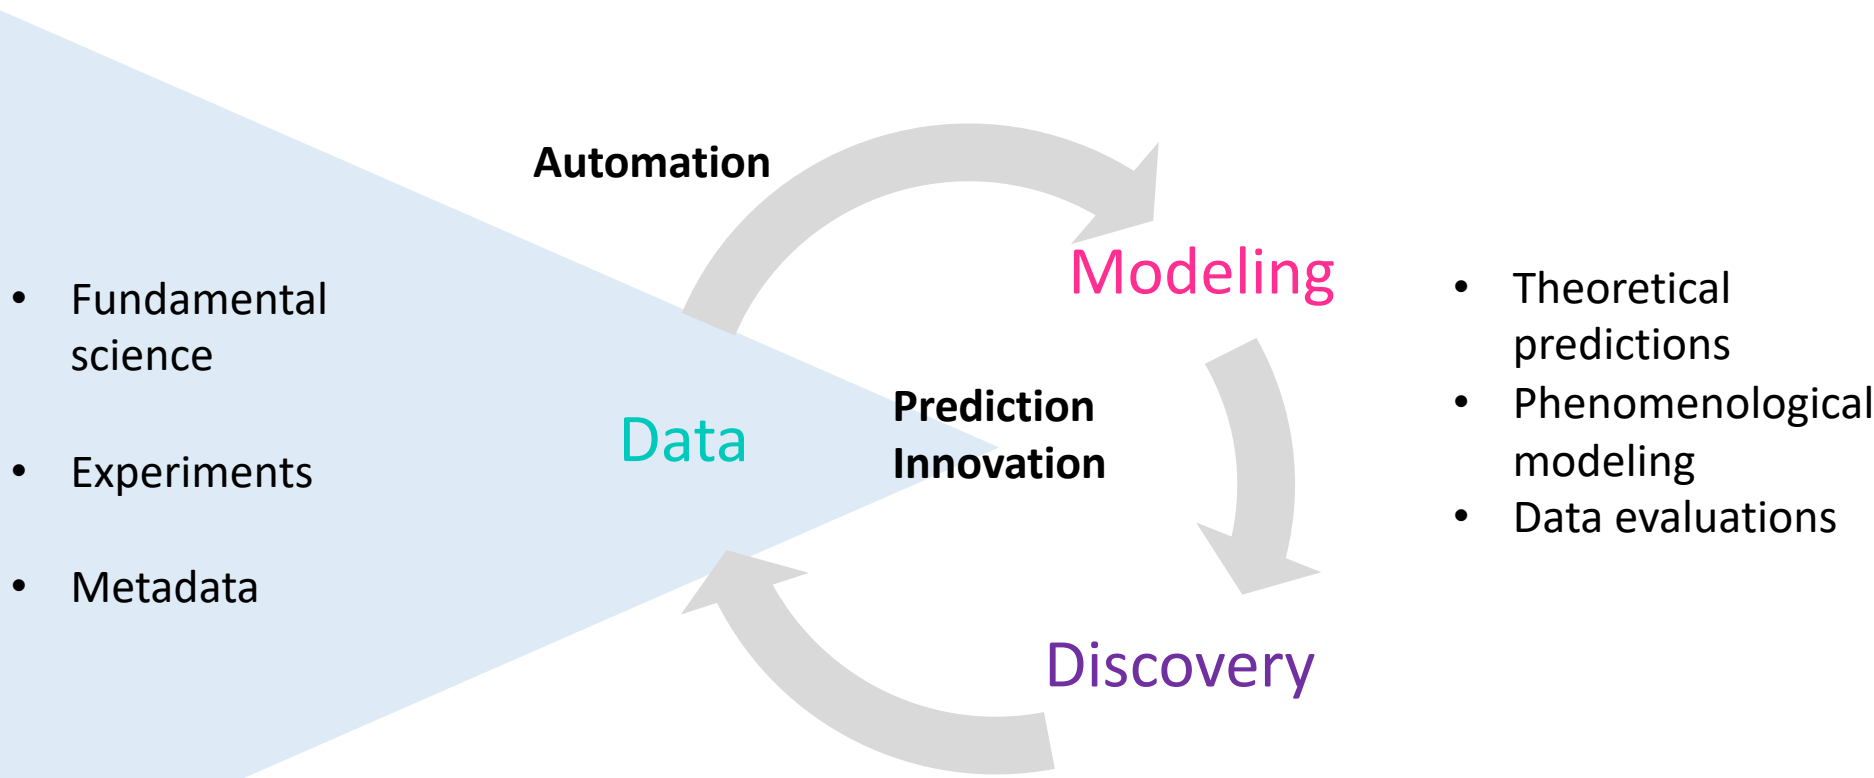 Automation
• Fundamental
science
• Experiments
• Metadata
Data
Prediction
Innovation
Modeling
Discovery
• Theoretical
predictions
• Phenomenological
modeling
• Data evaluations